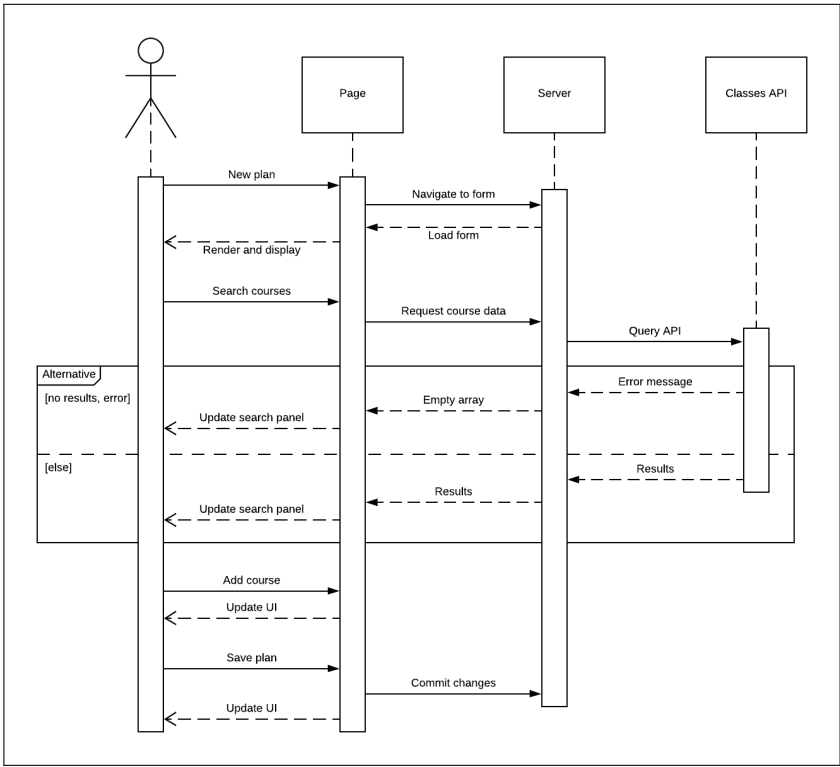 Page
Server
Classes API
New plan
Navigate to form
Load form
Render and display
Search courses
Request course data
Query API
Alternative
[no results, error]
Error message
Empty array
Update search panel
[else]
Results
Results
Update search panel
Add course
Update UI
Save plan
Commit changes
Update UI